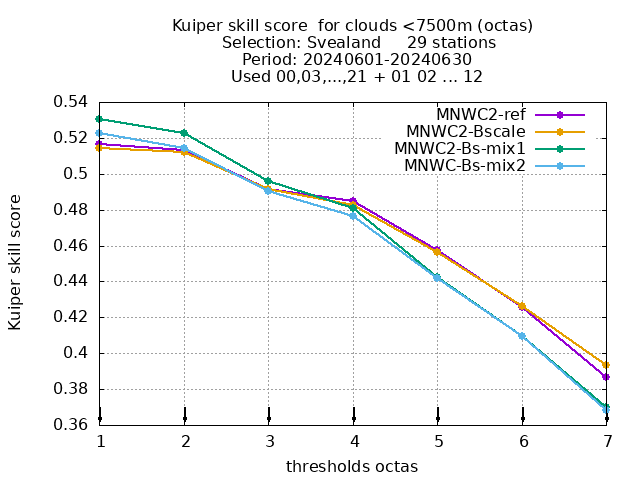 Kuiper skill score  for clouds <7500m (octas)
Selection: Svealand     29 stations
Period: 20240601-20240630
Used 00,03,...,21 + 01 02 ... 12
MNWC2-ref
MNWC2-Bscale
MNWC2-Bs-mix1
MNWC-Bs-mix2
0.54
0.52
0.5
0.48
0.46
0.44
0.42
0.4
0.38
0.36
Kuiper skill score
1 2 3 4 5 6 7
thresholds octas